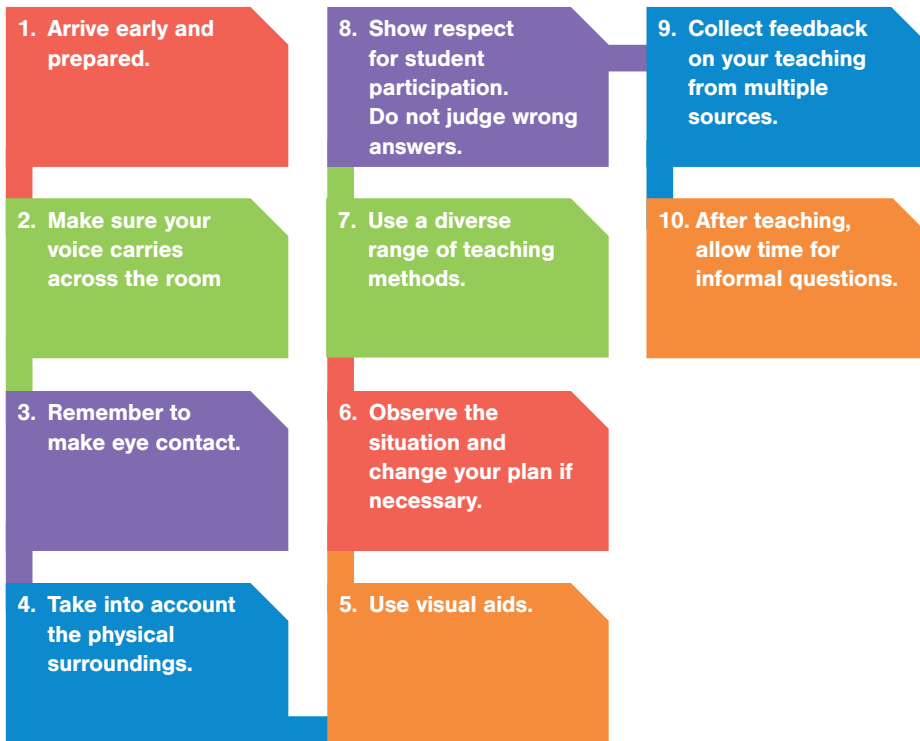 1. Arrive early and
prepared.
2. Make sure your
voice carries
across the room
3. Remember to
make eye contact.
4. Take into account
the physical
surroundings.
5. Use visual aids.
6. Observe the
situation and
change your plan if
necessary.
7. Use a diverse
range of teaching
methods.
8. Show respect
for student
participation.
Do not judge wrong
answers.
9. Collect feedback
on your teaching
from multiple
sources.
10. After teaching,
allow time for
informal questions.